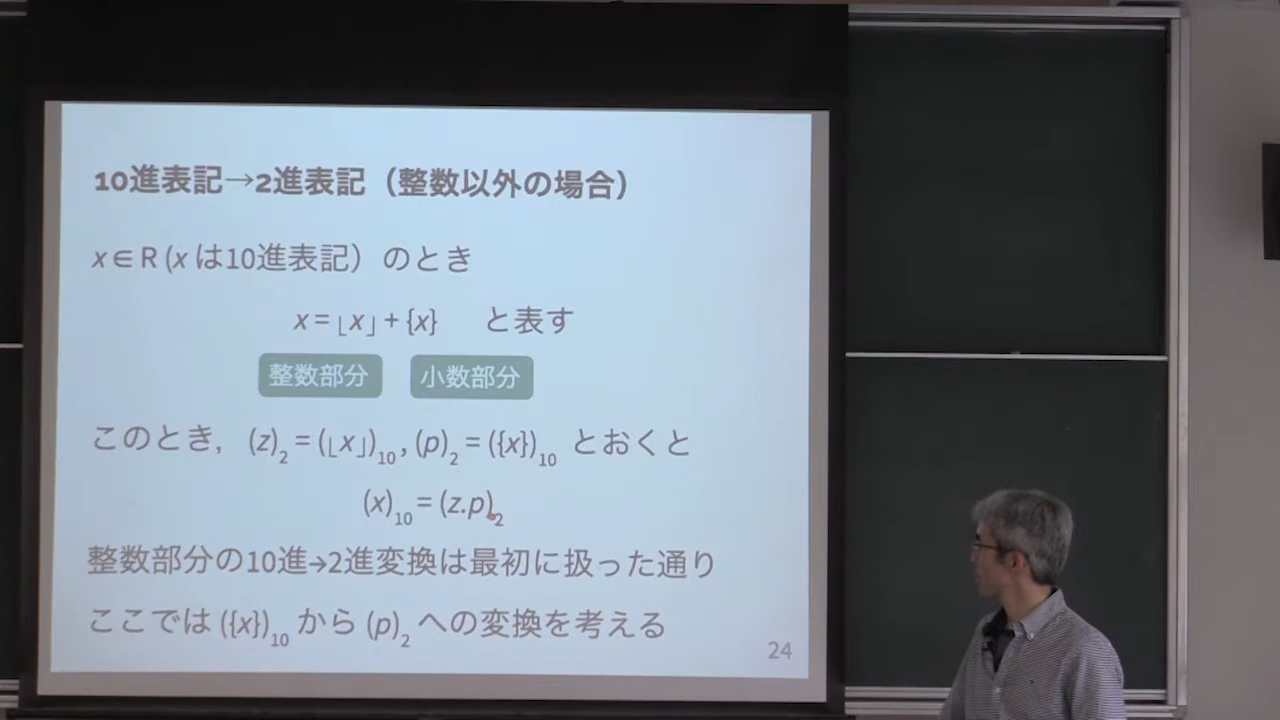 10進表記→2進表記（整数以外の場合）
x∈R (x は10進表記）のとき
x = ⌊x⌋ + {x} と表す
整数部分 小数部分
このとき，(z)₂ = (⌊x⌋)₁₀ , (p)₂ = ({x})₁₀ とおくと
(x)₁₀ = (z.p)₂
整数部分の10進→2進変換は最初に扱った通り
ここでは ({x})₁₀ から (p)₂ への変換を考える
24